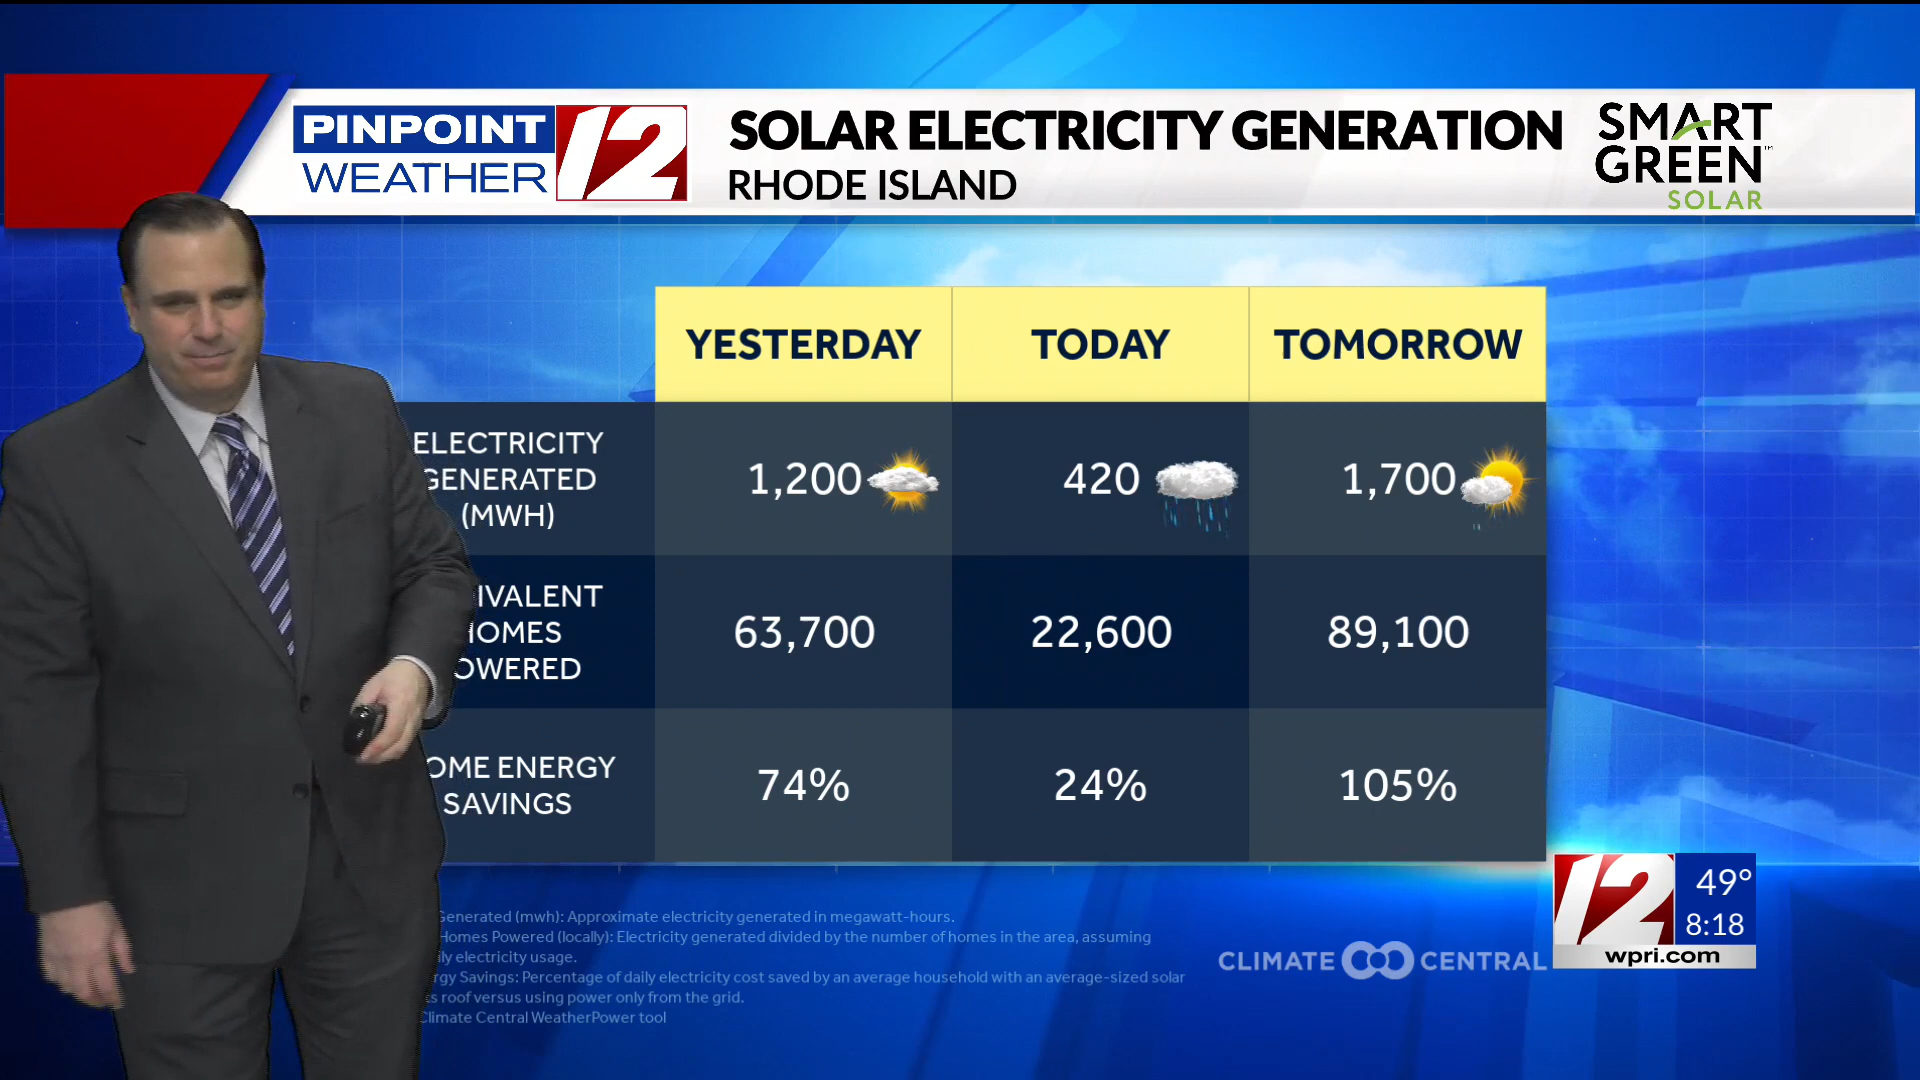 PINPOINT
WEATHER
12
SOLAR ELECTRICITY GENERATION
RHODE ISLAND
SMART
GREEN™
SOLAR
YESTERDAY TODAY TOMORROW
ELECTRICITY
GENERATED
(MWH)
1,200 420 1,700
IVALENT
HOMES
OWERED
63,700 22,600 89,100
OME ENERGY
SAVINGS
74% 24% 105%
Generated (mwh): Approximate electricity generated in megawatt-hours.
Homes Powered (locally): Electricity generated divided by the number of homes in the area, assuming
ily electricity usage.
rgy Savings: Percentage of daily electricity cost saved by an average household with an average-sized solar
s roof versus using power only from the grid.
Climate Central WeatherPower tool
CLIMATE CENTRAL
12
49°
8:18
wpri.com